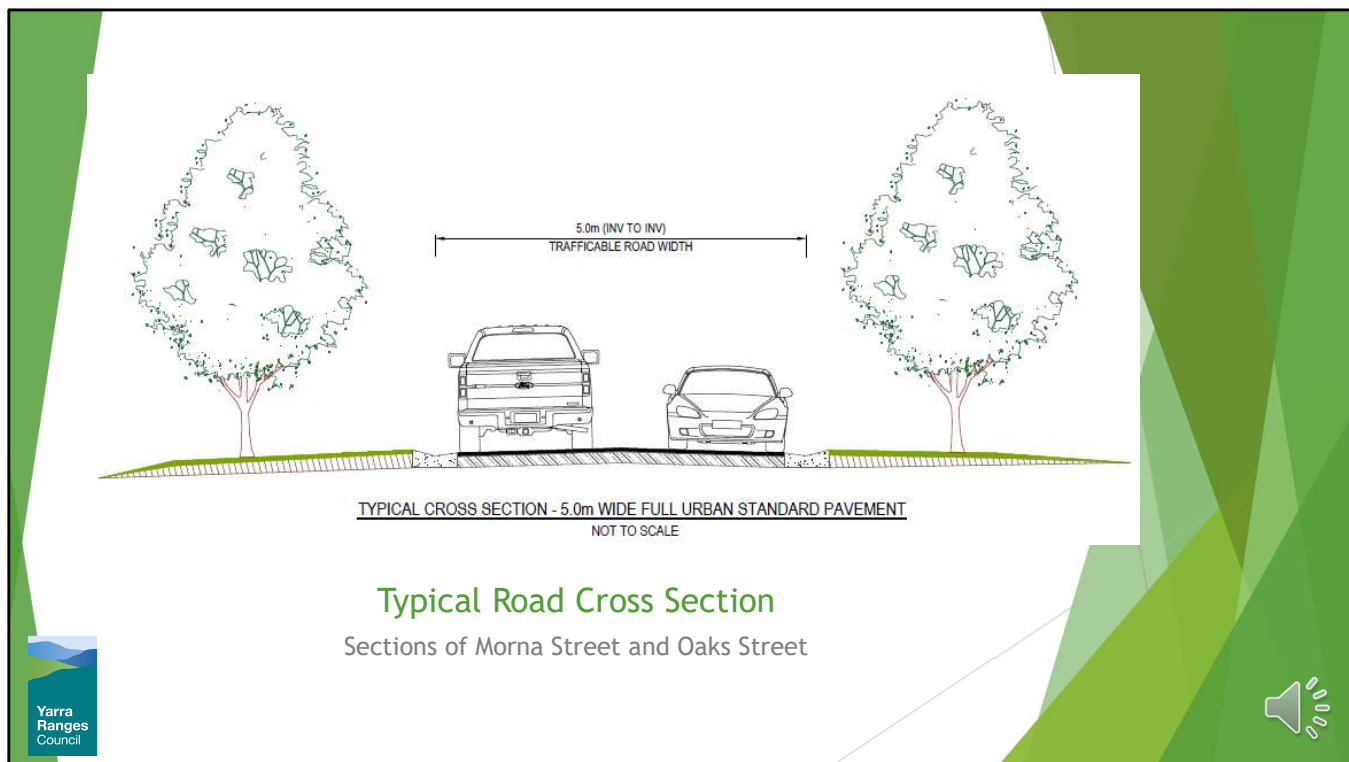 5.0m (INV TO INV)
TRAFFICABLE ROAD WIDTH
TYPICAL CROSS SECTION - 5.0m WIDE FULL URBAN STANDARD PAVEMENT
NOT TO SCALE
Typical Road Cross Section
Sections of Morna Street and Oaks Street
Yarra
Ranges
Council